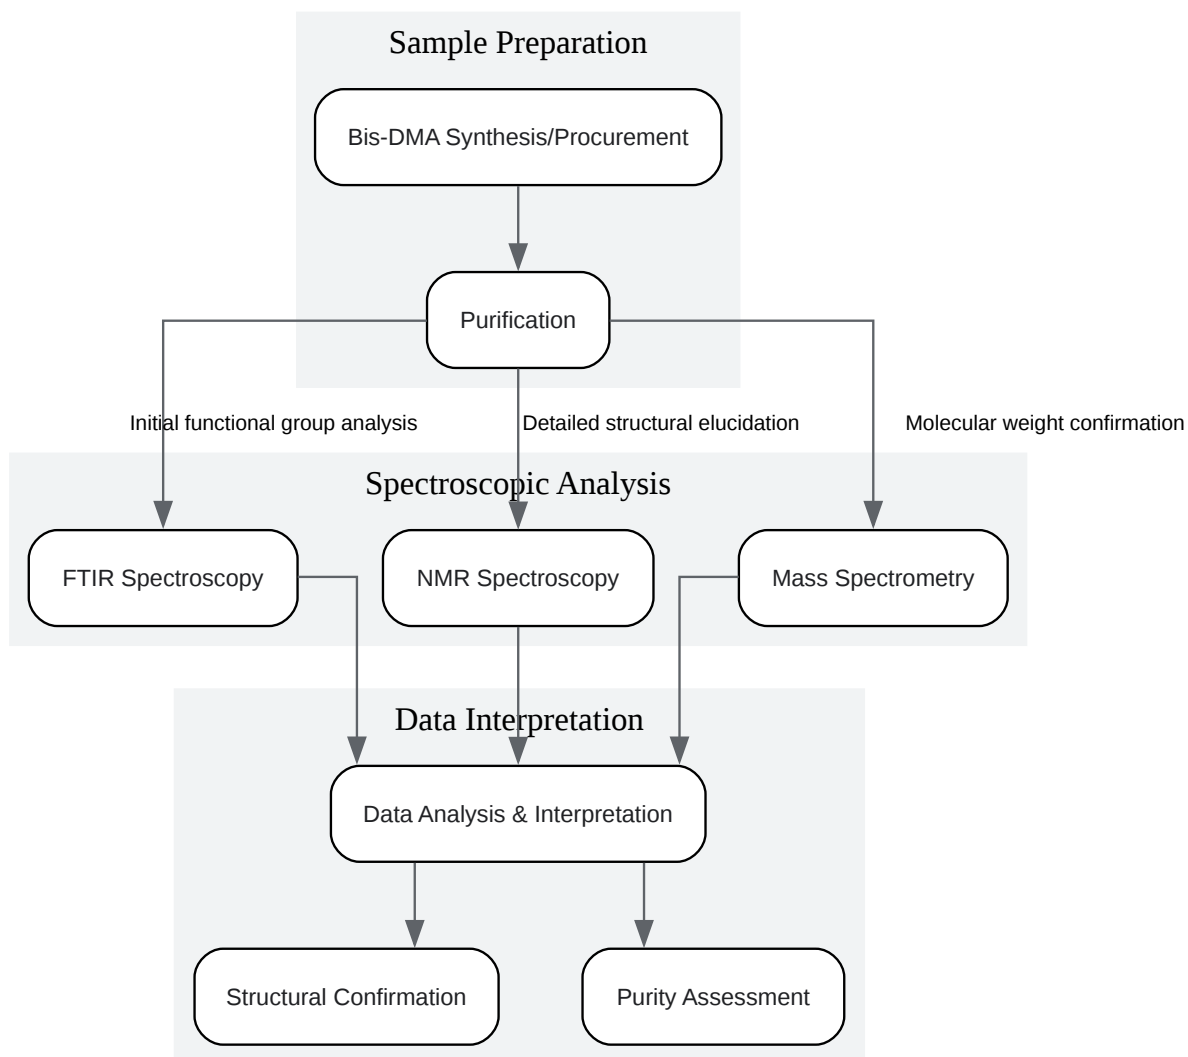 Sample Preparation
Bis-DMA Synthesis/Procurement
Purification
Initial functional group analysis
Detailed structural elucidation
Molecular weight confirmation
Spectroscopic Analysis
FTIR Spectroscopy
NMR Spectroscopy
Mass Spectrometry
Data Interpretation
Data Analysis & Interpretation
Structural Confirmation
Purity Assessment